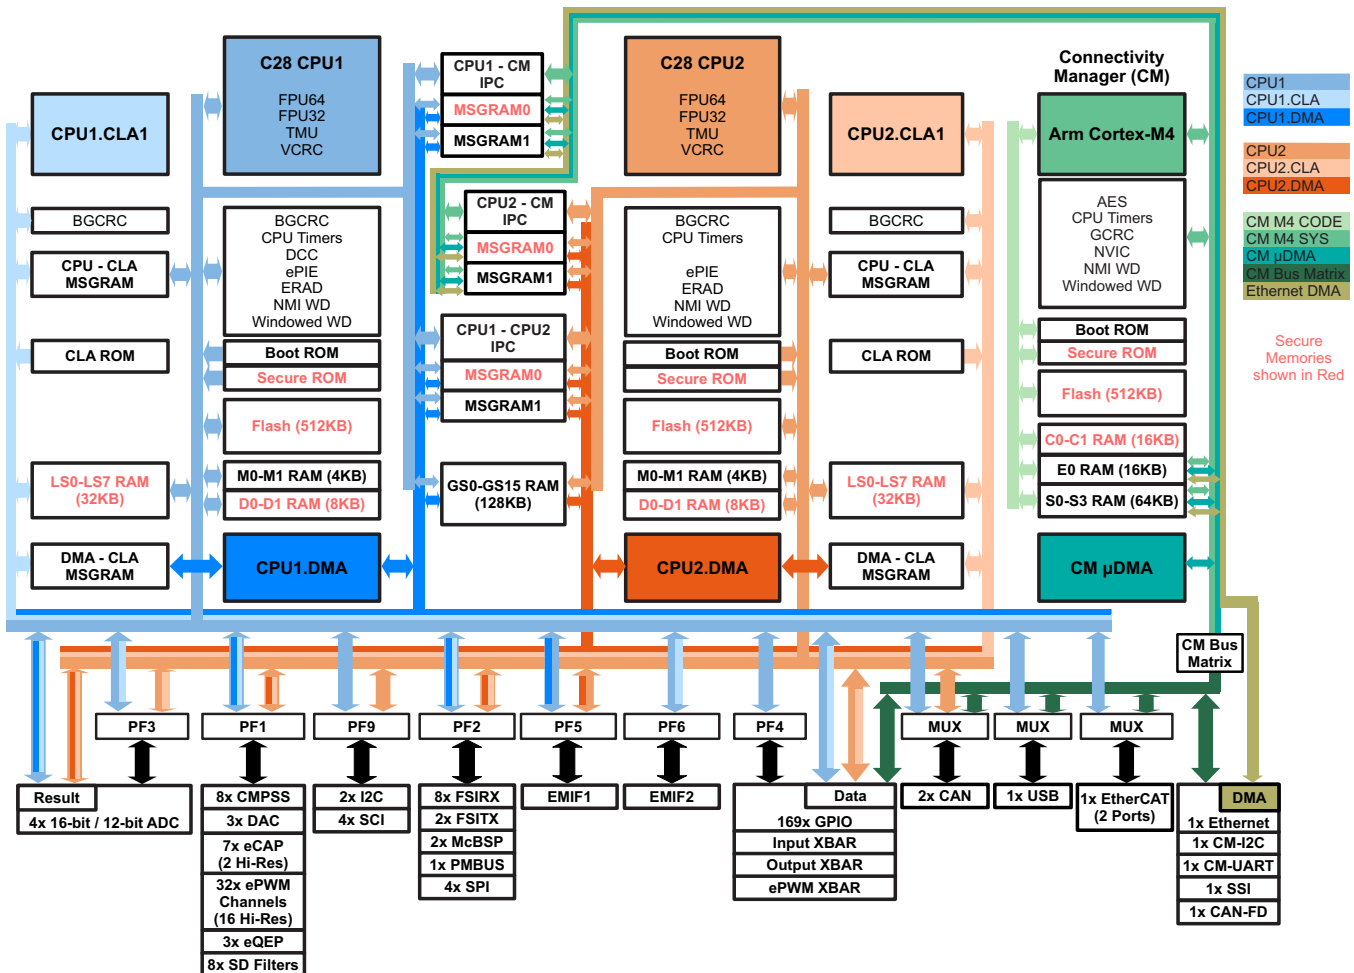 C28 CPU1
FPU64
FPU32
TMU
VCRC
CPU1.CLA1
BGCRC
CPU - CLA
MSGRAM
CLA ROM
LS0-LS7 RAM
(32KB)
DMA - CLA
MSGRAM
BGCRC
CPU Timers
DCC
ePIE
ERAD
NMI WD
Windowed WD
Boot ROM
Secure ROM
Flash (512KB)
M0-M1 RAM (4KB)
D0-D1 RAM (8KB)
CPU1.DMA
CPU1 - CM
IPC
MSGRAM0
MSGRAM1
CPU2 - CM
IPC
MSGRAM0
MSGRAM1
CPU1 - CPU2
IPC
MSGRAM0
MSGRAM1
GS0-GS15 RAM
(128KB)
C28 CPU2
FPU64
FPU32
TMU
VCRC
BGCRC
CPU Timers
ePIE
ERAD
NMI WD
Windowed WD
Boot ROM
Secure ROM
Flash (512KB)
M0-M1 RAM (4KB)
D0-D1 RAM (8KB)
CPU2.DMA
CPU2.CLA1
BGCRC
CPU - CLA
MSGRAM
CLA ROM
LS0-LS7 RAM
(32KB)
DMA - CLA
MSGRAM
Connectivity
Manager (CM)
Arm Cortex-M4
AES
CPU Timers
GCRC
NVIC
NMI WD
Windowed WD
Boot ROM
Secure ROM
Flash (512KB)
C0-C1 RAM (16KB)
E0 RAM (16KB)
S0-S3 RAM (64KB)
CM µDMA
CPU1
CPU1.CLA
CPU1.DMA
CPU2
CPU2.CLA
CPU2.DMA
CM M4 CODE
CM M4 SYS
CM µDMA
CM Bus Matrix
Ethernet DMA
Secure
Memories
shown in Red
CM Bus
Matrix
PF3
PF1
PF9
PF2
PF5
PF6
PF4
MUX
MUX
MUX
Result
4x 16-bit / 12-bit ADC
8x CMPSS
3x DAC
7x eCAP
(2 Hi-Res)
32x ePWM
Channels
(16 Hi-Res)
3x eQEP
8x SD Filters
2x I2C
4x SCI
8x FSIRX
2x FSITX
2x McBSP
1x PMBUS
4x SPI
EMIF1
EMIF2
Data
169x GPIO
Input XBAR
Output XBAR
ePWM XBAR
2x CAN
1x USB
1x EtherCAT
(2 Ports)
DMA
1x Ethernet
1x CM-I2C
1x CM-UART
1x SSI
1x CAN-FD